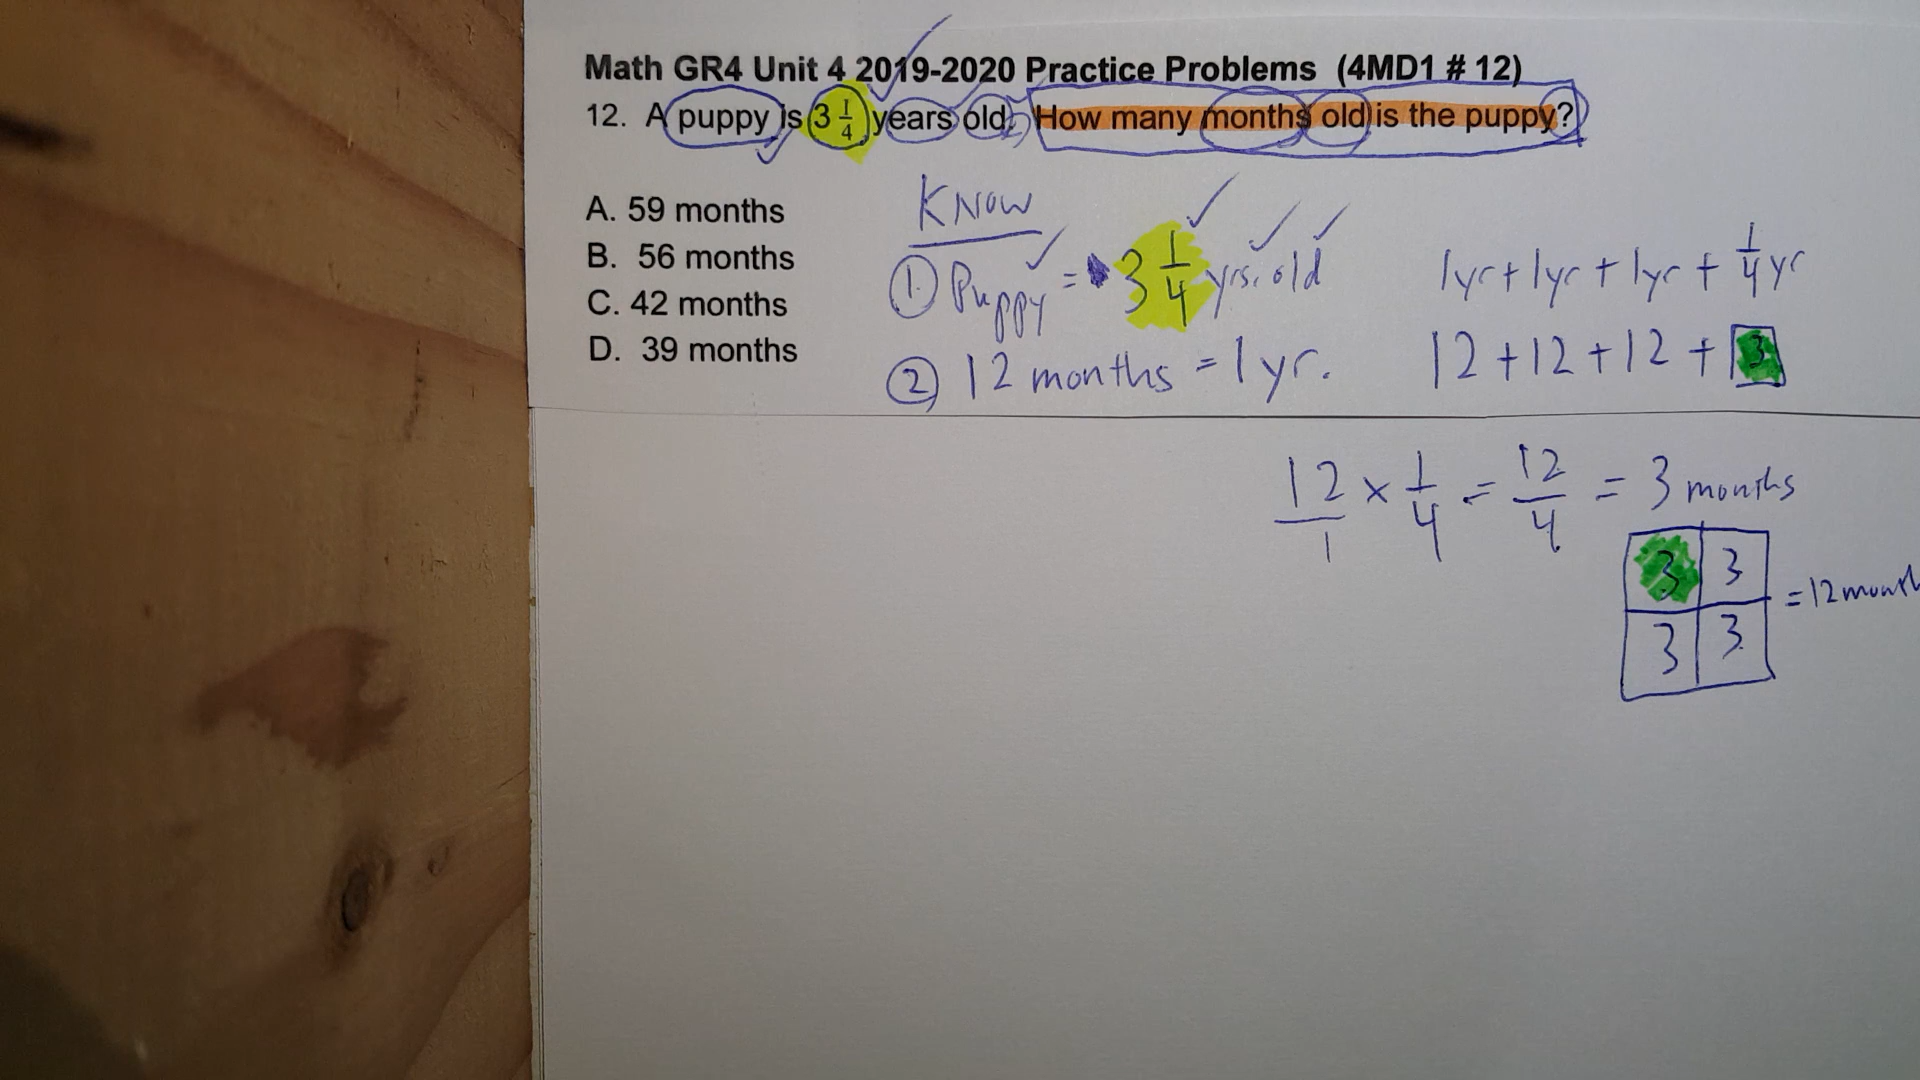 Math GR4 Unit 4 2019-2020 Practice Problems (4MD1 # 12)
12. A puppy is 3 1/4 years old. How many months old is the puppy?
A. 59 months
B. 56 months
C. 42 months
D. 39 months
Know
① Puppy = 3 1/4 yrs. old
② 12 months = 1 yr.
1yr + 1yr + 1yr + 1/4 yr
12 + 12 + 12 + 3
12/1 × 1/4 = 12/4 = 3 months
3 3
3 3
= 12 month